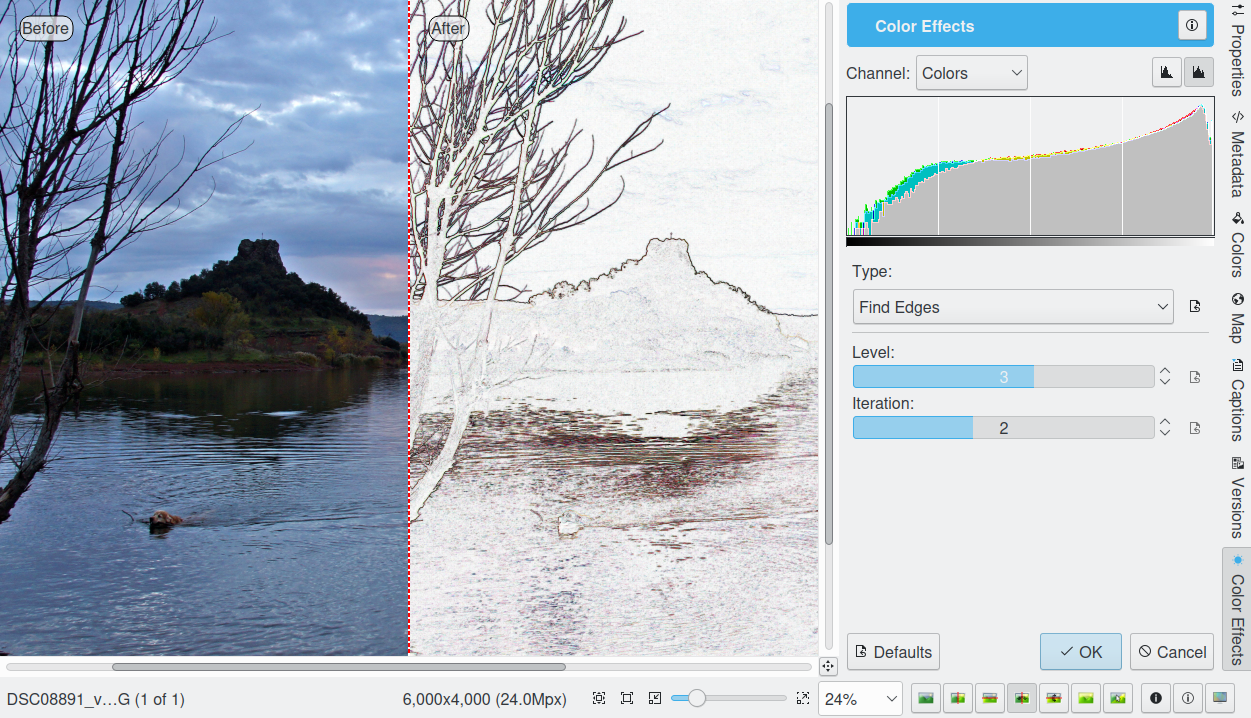 Before
After
Color Effects
Channel:
Colors
Type:
Find Edges
Level:
3
Iteration:
2
Defaults
OK
Cancel
Properties
Metadata
Colors
Map
Captions
Versions
Color Effects
DSC08891_v...G (1 of 1)
6,000x4,000 (24.0Mpx)
24%